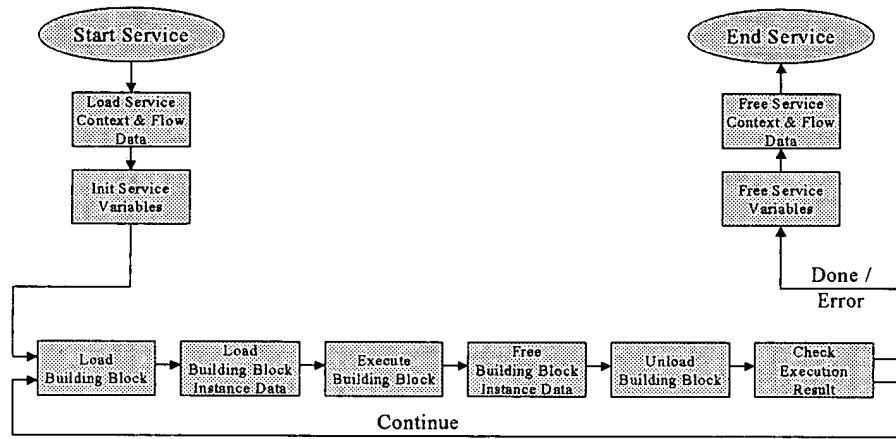 Start Service
End Service
Load Service
Context & Flow
Data
Free Service
Context & Flow
Data
Init Service
Variables
Free Service
Variables
Done /
Error
Load
Building Block
Load
Building Block
Instance Data
Execute
Building Block
Free
Building Block
Instance Data
Unload
Building Block
Check
Execution
Result
Continue